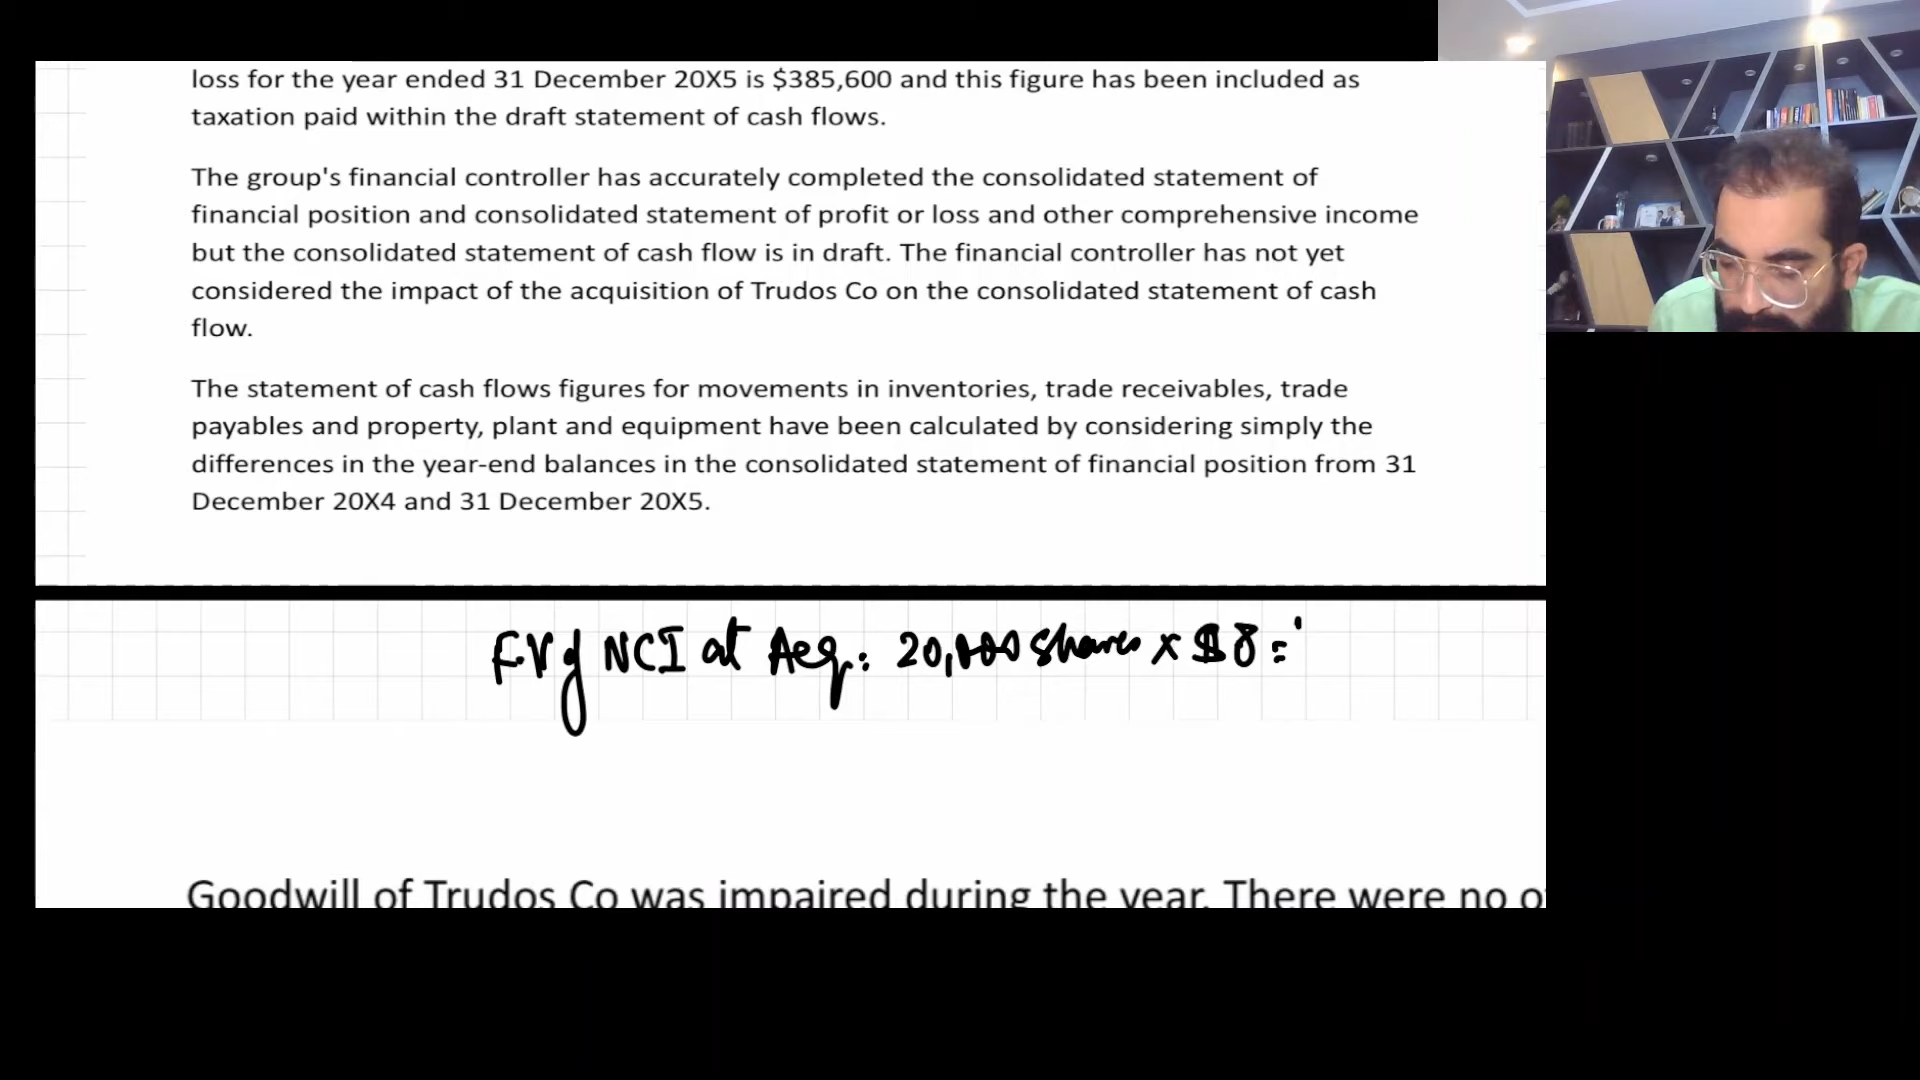 loss for the year ended 31 December 20X5 is $385,600 and this figure has been included as
taxation paid within the draft statement of cash flows.
The group's financial controller has accurately completed the consolidated statement of
financial position and consolidated statement of profit or loss and other comprehensive income
but the consolidated statement of cash flow is in draft. The financial controller has not yet
considered the impact of the acquisition of Trudos Co on the consolidated statement of cash
flow.
The statement of cash flows figures for movements in inventories, trade receivables, trade
payables and property, plant and equipment have been calculated by considering simply the
differences in the year-end balances in the consolidated statement of financial position from 31
December 20X4 and 31 December 20X5.
FV of NCI at Acq: 20,000 shares x $8 =
Goodwill of Trudos Co was impaired during the year. There were no o